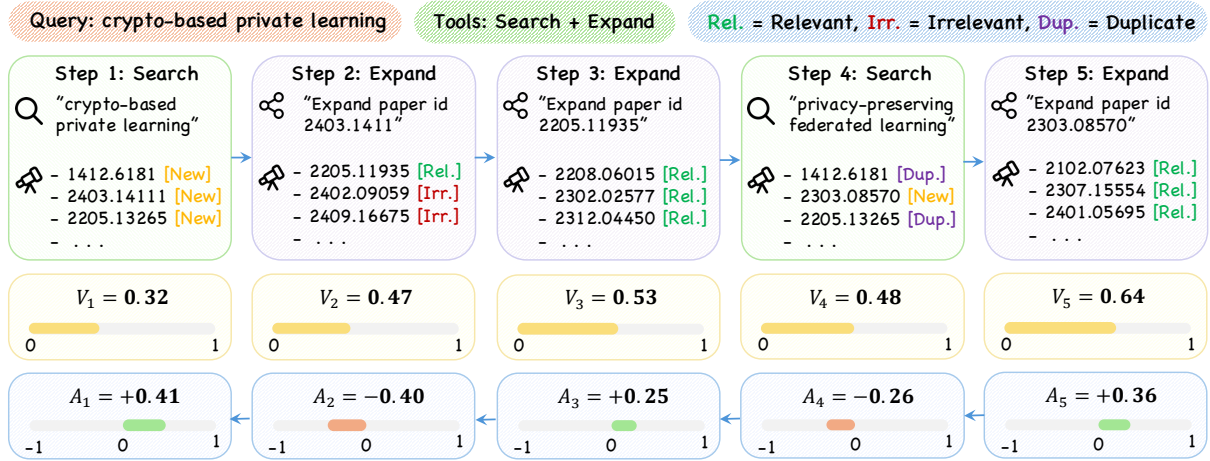 Query: crypto-based private learning
Tools: Search + Expand
Rel. = Relevant, Irr. = Irrelevant, Dup. = Duplicate
Step 1: Search
"crypto-based
private learning"
- 1412.6181 [New]
- 2403.14111 [New]
- 2205.13265 [New]
- ...
Step 2: Expand
"Expand paper id
2403.1411"
- 2205.11935 [Rel.]
- 2402.09059 [Irr.]
- 2409.16675 [Irr.]
- ...
Step 3: Expand
"Expand paper id
2205.11935"
- 2208.06015 [Rel.]
- 2302.02577 [Rel.]
- 2312.04450 [Rel.]
- ...
Step 4: Search
"privacy-preserving
federated learning"
- 1412.6181 [Dup.]
- 2303.08570 [New]
- 2205.13265 [Dup.]
- ...
Step 5: Expand
"Expand paper id
2303.08570"
- 2102.07623 [Rel.]
- 2307.15554 [Rel.]
- 2401.05695 [Rel.]
- ...
V₁ = 0.32
0 1
V₂ = 0.47
0 1
V₃ = 0.53
0 1
V₄ = 0.48
0 1
V₅ = 0.64
0 1
A₁ = +0.41
-1 0 1
A₂ = −0.40
-1 0 1
A₃ = +0.25
-1 0 1
A₄ = −0.26
-1 0 1
A₅ = +0.36
-1 0 1